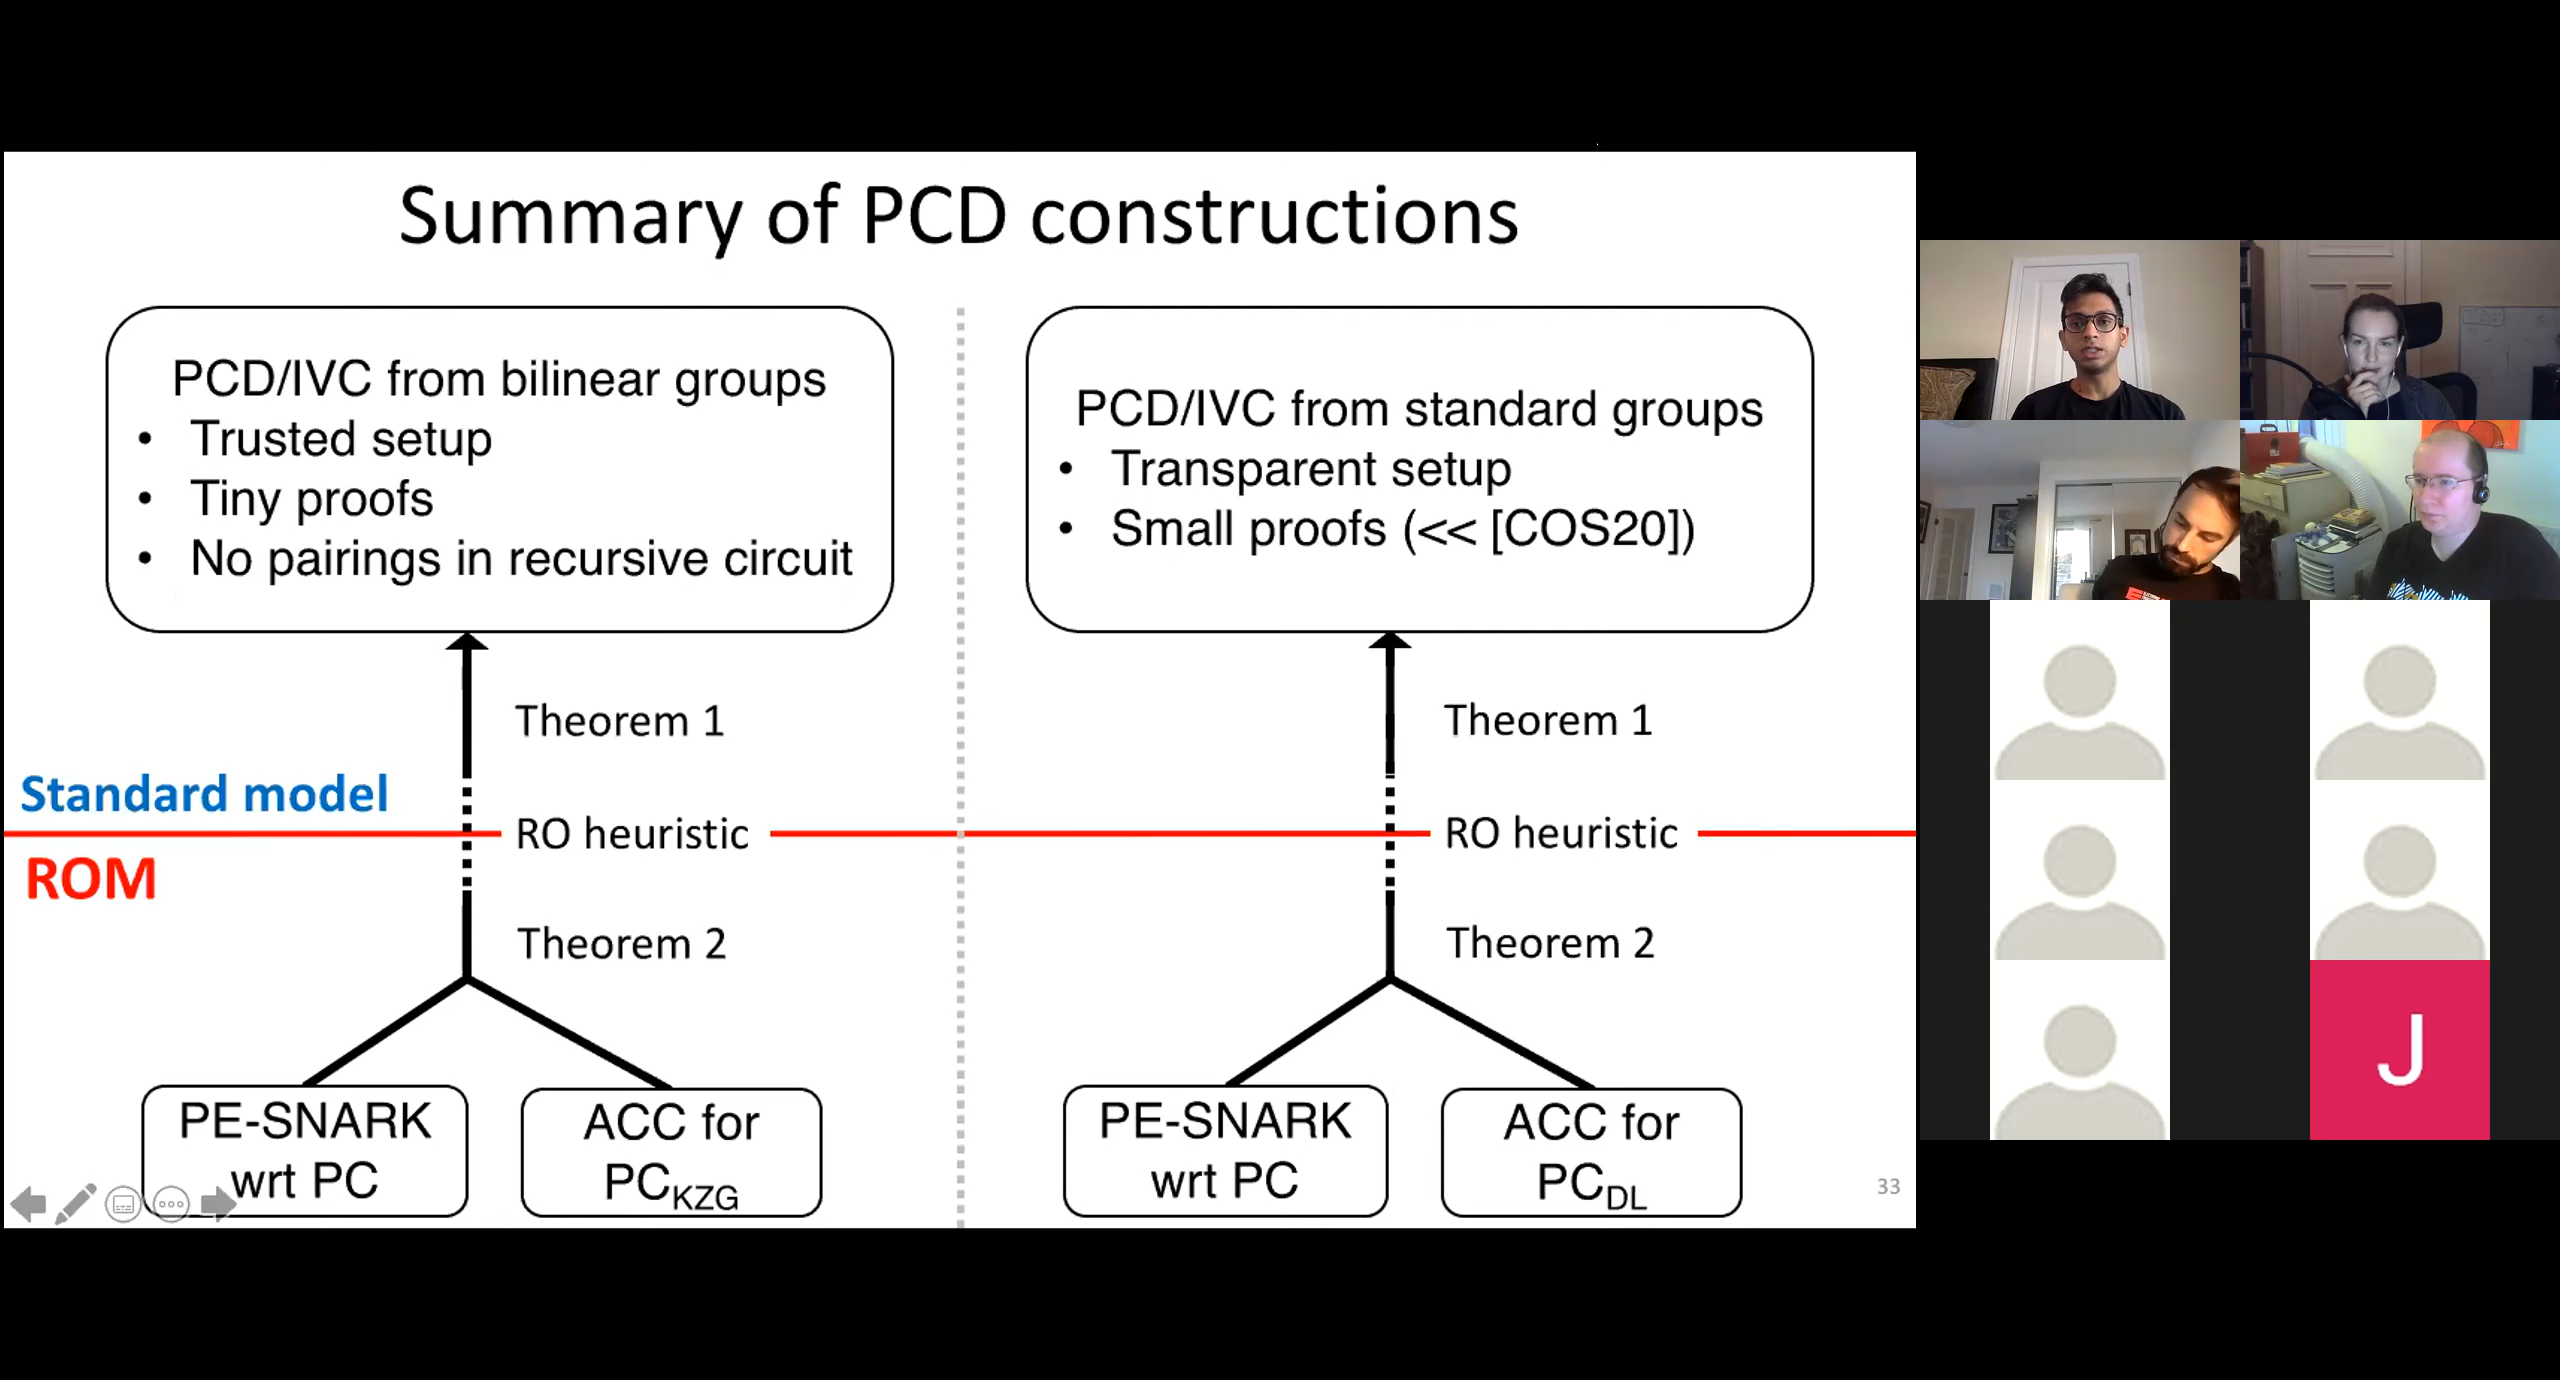 Summary of PCD constructions
PCD/IVC from bilinear groups
• Trusted setup
• Tiny proofs
• No pairings in recursive circuit
PCD/IVC from standard groups
• Transparent setup
• Small proofs (<< [COS20])
Theorem 1
Theorem 1
Standard model
RO heuristic
RO heuristic
ROM
Theorem 2
Theorem 2
PE-SNARK
wrt PC
ACC for
PC_KZG
PE-SNARK
wrt PC
ACC for
PC_DL
33
J